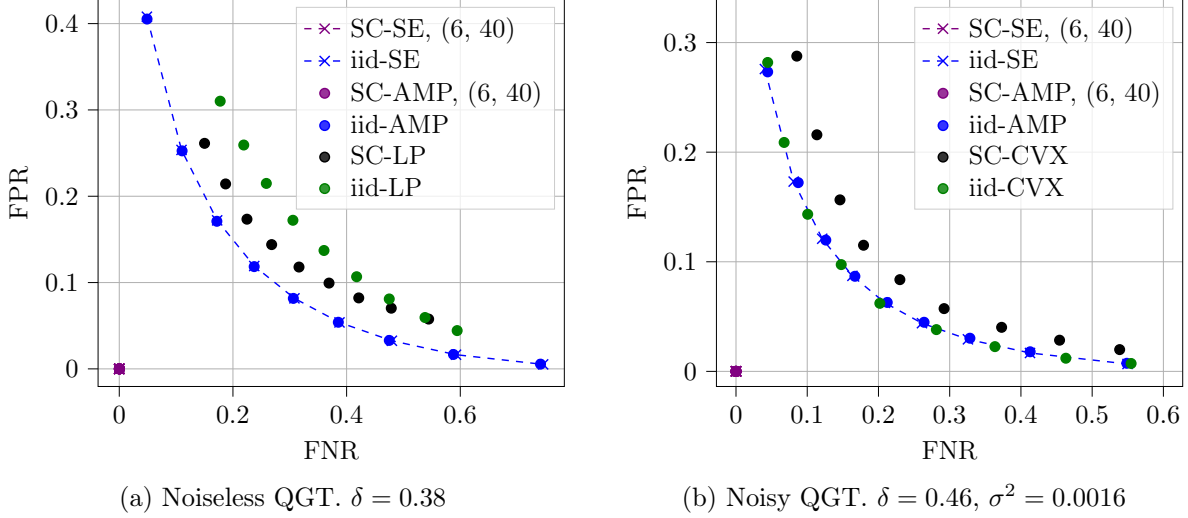 0.4
0.3
0.2
0.1
0
FPR
0
0.2
0.4
0.6
FNR
SC-SE, (6, 40)
iid-SE
SC-AMP, (6, 40)
iid-AMP
SC-LP
iid-LP
(a) Noiseless QGT. δ = 0.38
0.3
0.2
0.1
0
FPR
0
0.1
0.2
0.3
0.4
0.5
0.6
FNR
SC-SE, (6, 40)
iid-SE
SC-AMP, (6, 40)
iid-AMP
SC-CVX
iid-CVX
(b) Noisy QGT. δ = 0.46, σ² = 0.0016